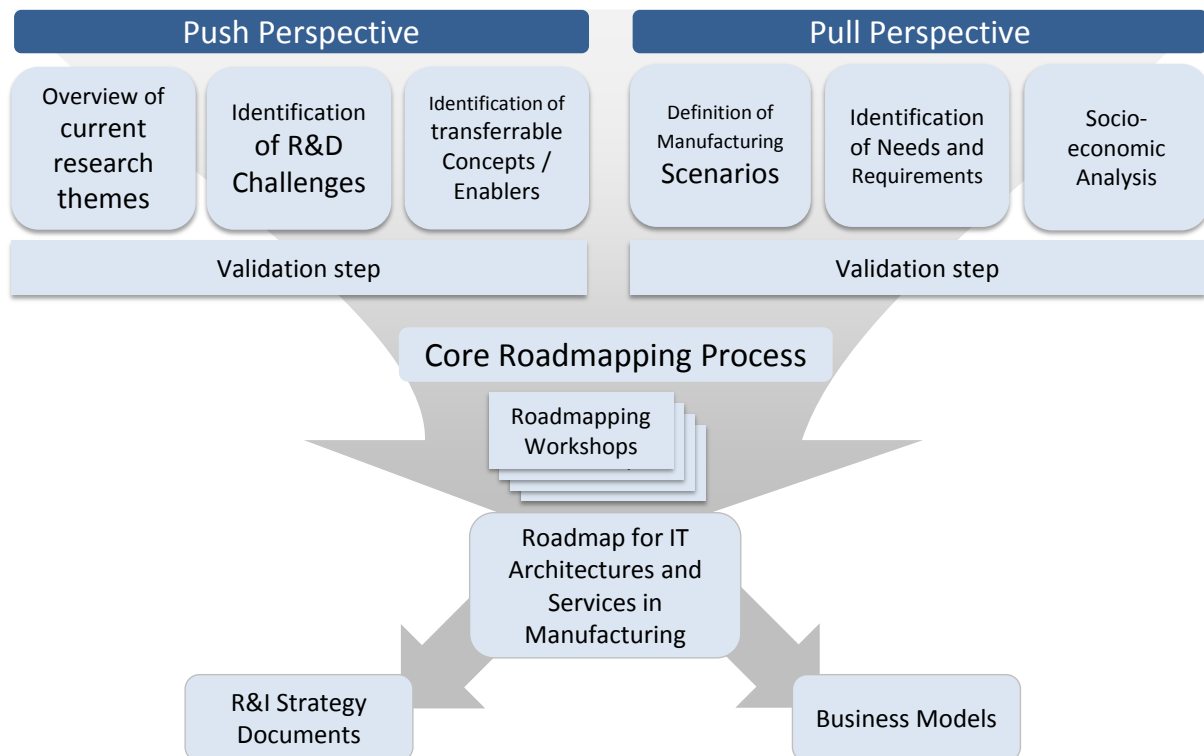 Push Perspective
Pull Perspective
Overview of
current
research
themes
Identification
of R&D
Challenges
Identification of
transferrable
Concepts /
Enablers
Definition of
Manufacturing
Scenarios
Identification
of Needs and
Requirements
Socio-
economic
Analysis
Validation step
Validation step
Core Roadmapping Process
Roadmapping
Workshops
Roadmap for IT
Architectures and
Services in
Manufacturing
R&I Strategy
Documents
Business Models